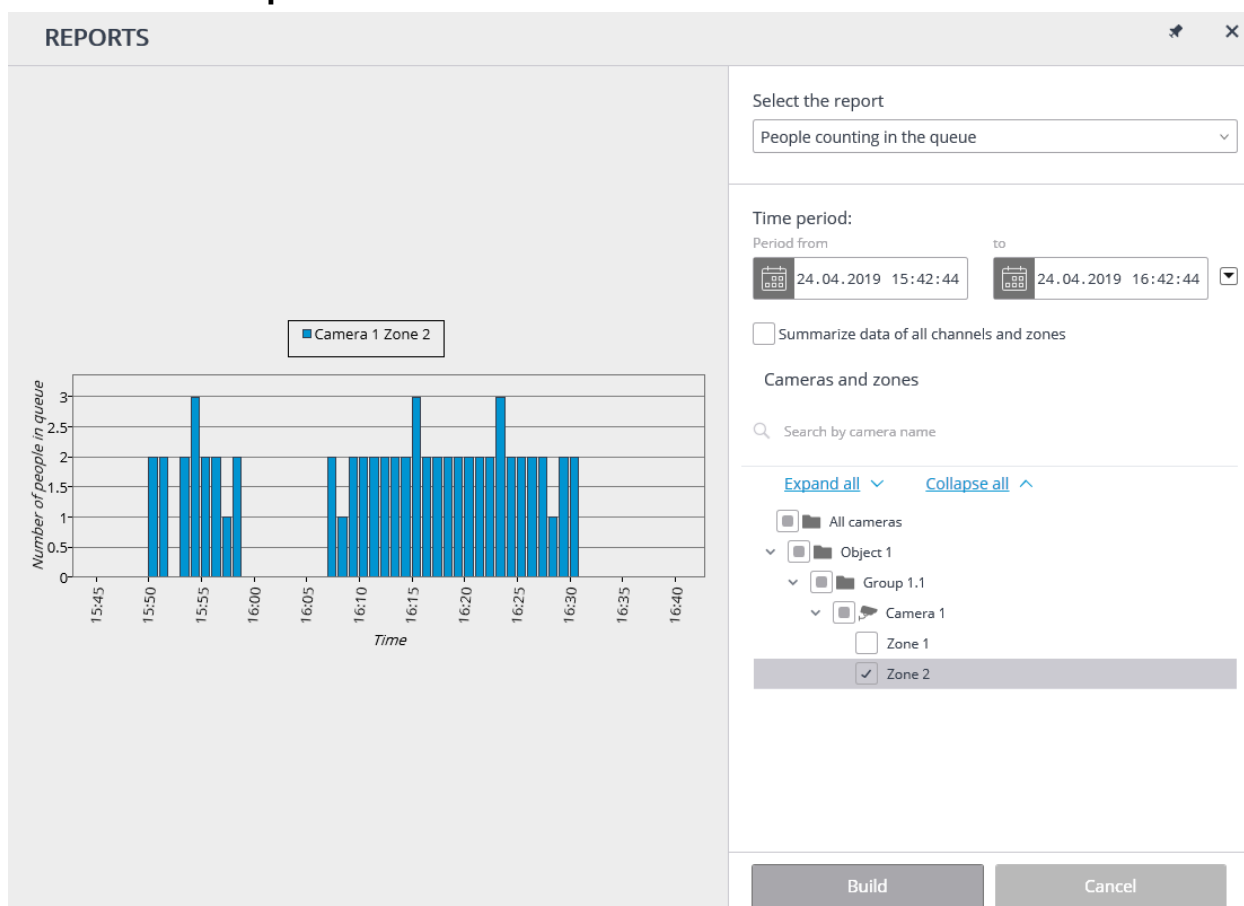 REPORTS
Camera 1 Zone 2
Number of people in queue
3
2.5
2
1.5
1
0.5
0
15:45
15:50
15:55
16:00
16:05
16:10
16:15
16:20
16:25
16:30
16:35
16:40
Time
Select the report
People counting in the queue
Time period:
Period from to
24.04.2019 15:42:44 24.04.2019 16:42:44
Summarize data of all channels and zones
Cameras and zones
Search by camera name
Expand all Collapse all
All cameras
Object 1
Group 1.1
Camera 1
Zone 1
Zone 2
Build Cancel